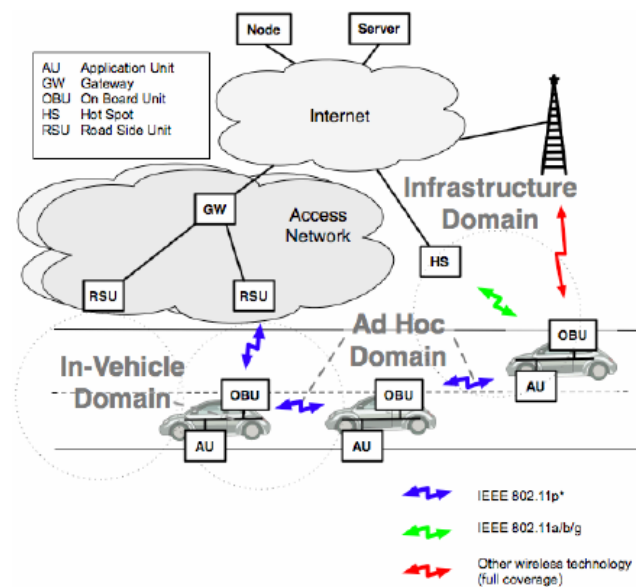 Node
Server
AU Application Unit
GW Gateway
OBU On Board Unit
HS Hot Spot
RSU Road Side Unit
Internet
Infrastructure
Domain
GW
Access
Network
HS
RSU
RSU
Ad Hoc
Domain
OBU
In-Vehicle
Domain
OBU
OBU
AU
AU
AU
IEEE 802.11p*
IEEE 802.11a/b/g
Other wireless technology
(full coverage)